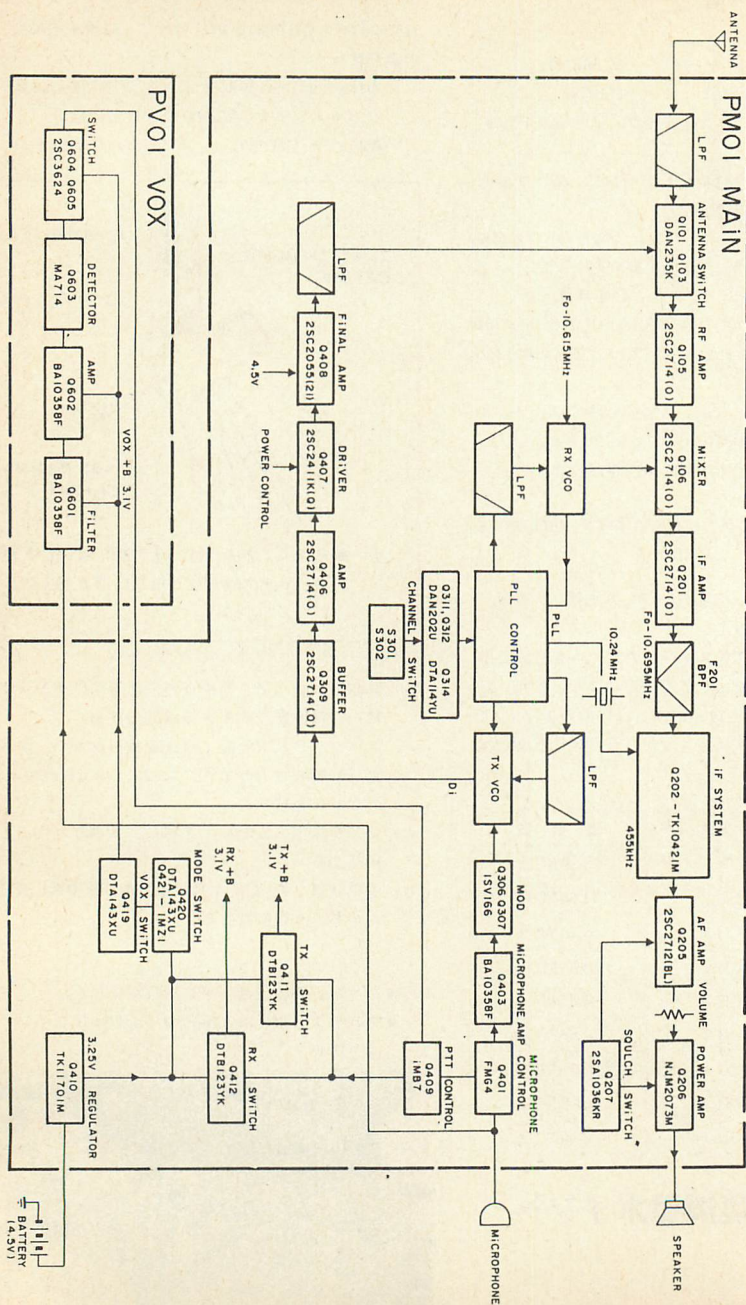 PM01 MAiN
ANTENNA
LPF
ANTENNA SWITCH
Q101 Q103
DAN235K
RF AMP
Q105
2SC2714(O)
MiXER
Q106
2SC2714(O)
iF AMP
Q201
2SC2714(O)
F201
BPF
Fo-10.695MHz
iF SYSTEM
Q202 - TK10421M
455kHz
AF AMP
Q205
2SC2712(BL)
VOLUME
POWER AMP
Q206
NJM2073M
SPEAKER
SQULCH
SWiTCH
Q207
2SA1036KR
Fo-10.615MHz
RX VCO
LPF
PLL
PLL CONTROL
10.24MHz
LPF
TX VCO
Di
Q311,Q312
DAN202U
Q314
DTA114YU
S301
S302
CHANNEL SWiTCH
MOD
Q306 Q307
1SV166
MiCROPHONE AMP
Q403
BA10358F
MiCROPHONE
CONTROL
Q401
FMG4
MiCROPHONE
LPF
FiNAL AMP
Q408
2SC2055(21)
4.5V
DRiVER
Q407
2SC2411K(Q)
POWER CONTROL
AMP
Q406
2SC2714(O)
BUFFER
Q309
2SC2714(O)
PTT CONTROL
Q409
iMB7
TX SWiTCH
Q411
DTB123YK
TX +B
3.1V
RX SWiTCH
Q412
DTB123YK
RX +B
3.1V
MODE SWiTCH
Q420
DTA143XU
Q421 - 1MZ1
VOX SWiTCH
Q419
DTA143XU
3.25V REGULATOR
Q410
TK11701M
BATTERY
(4.5V)
PV01 VOX
SWiTCH
Q604 Q605
2SC3624
DETECTOR
Q603
MA714
AMP
Q602
BA10358F
FiLTER
Q601
BA10358F
VOX +B 3.1V